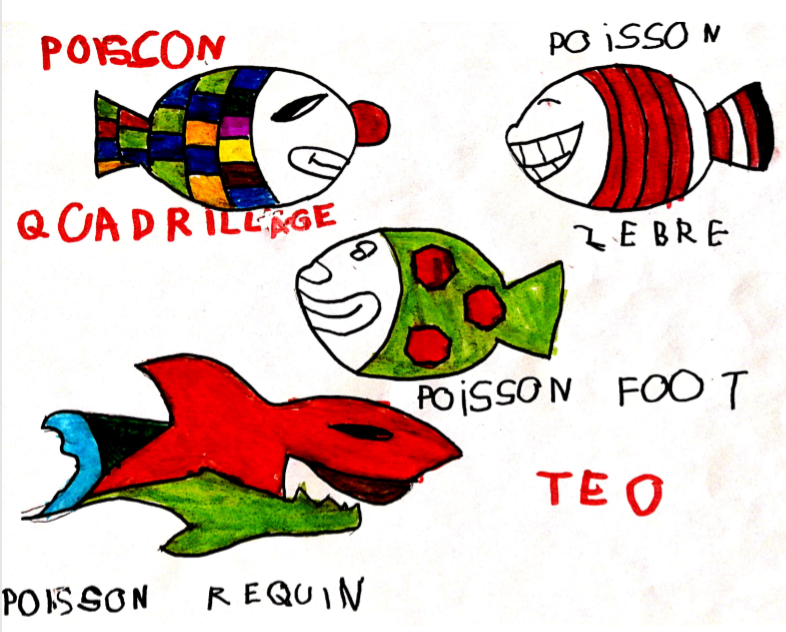 POISCON
QUADRILLAGE
POiSSON
ZEBRE
POiSSON FOOT
TEO
POISSON REQUIN